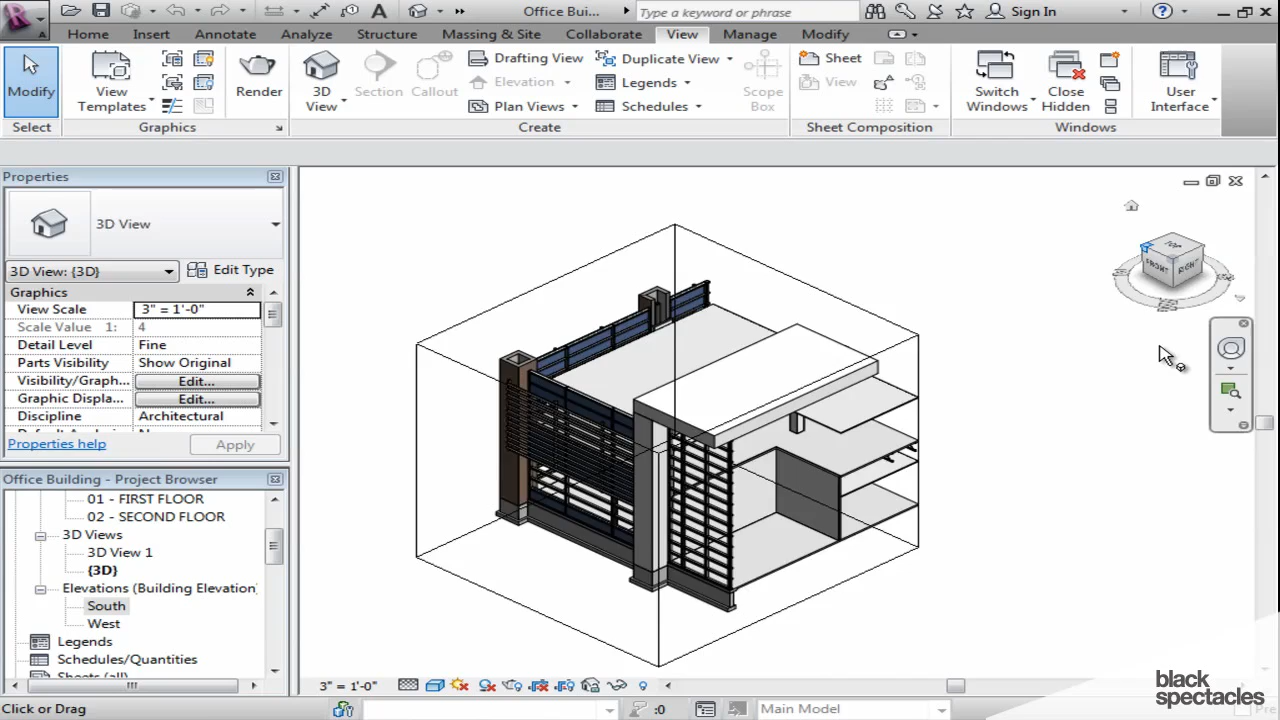 Office Bui...
Type a keyword or phrase
Sign In
Home Insert Annotate Analyze Structure Massing & Site Collaborate View Manage Modify
Modify
View Templates
Render
3D View
Section
Callout
Drafting View
Elevation
Plan Views
Duplicate View
Legends
Schedules
Scope Box
Sheet
View
Switch Windows
Close Hidden
User Interface
Select Graphics Create Sheet Composition Windows
Properties
3D View
3D View: {3D}
Edit Type
Graphics
View Scale 3" = 1'-0"
Scale Value 1: 4
Detail Level Fine
Parts Visibility Show Original
Visibility/Graph... Edit...
Graphic Displa... Edit...
Discipline Architectural
Properties help
Apply
Office Building - Project Browser
01 - FIRST FLOOR
02 - SECOND FLOOR
3D Views
3D View 1
{3D}
Elevations (Building Elevation)
South
West
Legends
Schedules/Quantities
Sheets (all)
TOP
FRONT
RIGHT
3" = 1'-0"
Click or Drag
:0
Main Model
black
spectacles